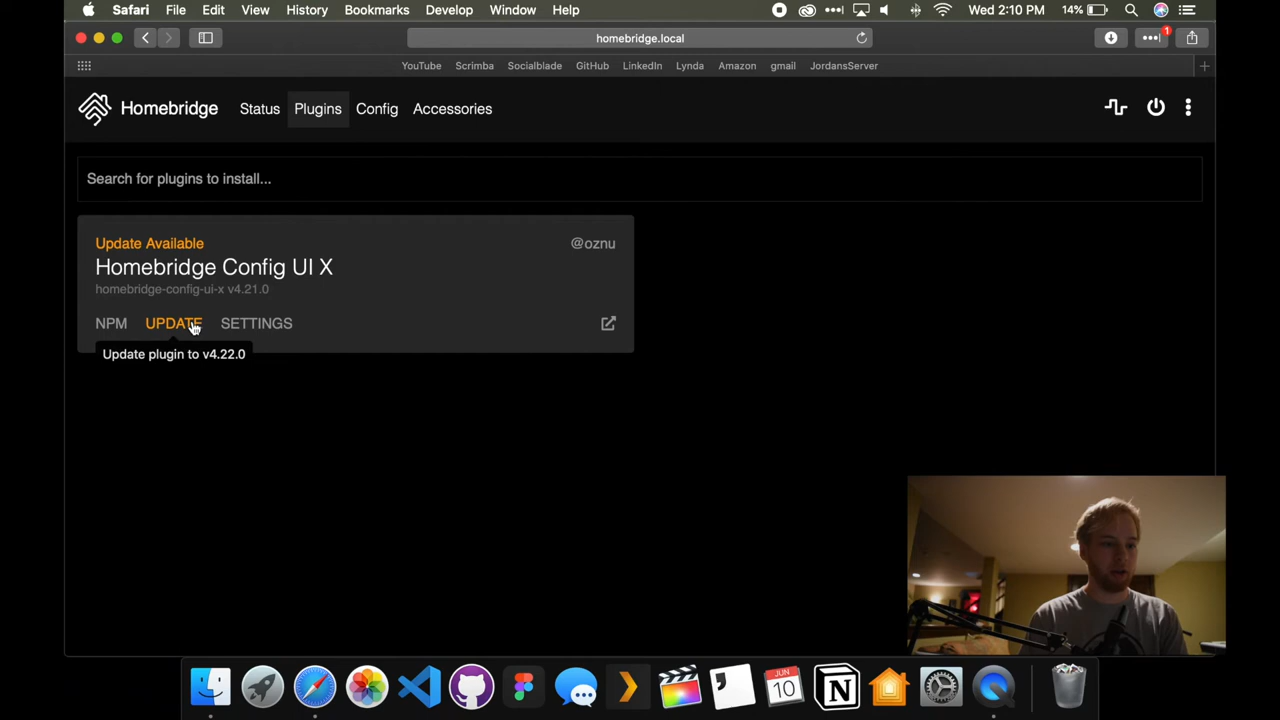 Safari File Edit View History Bookmarks Develop Window Help Wed 2:10 PM 14%
homebridge.local 1
YouTube Scrimba Socialblade GitHub LinkedIn Lynda Amazon gmail JordansServer
Homebridge Status Plugins Config Accessories
Search for plugins to install...
Update Available @oznu
Homebridge Config UI X
homebridge-config-ui-x v4.21.0
NPM UPDATE SETTINGS
Update plugin to v4.22.0
JUN
10